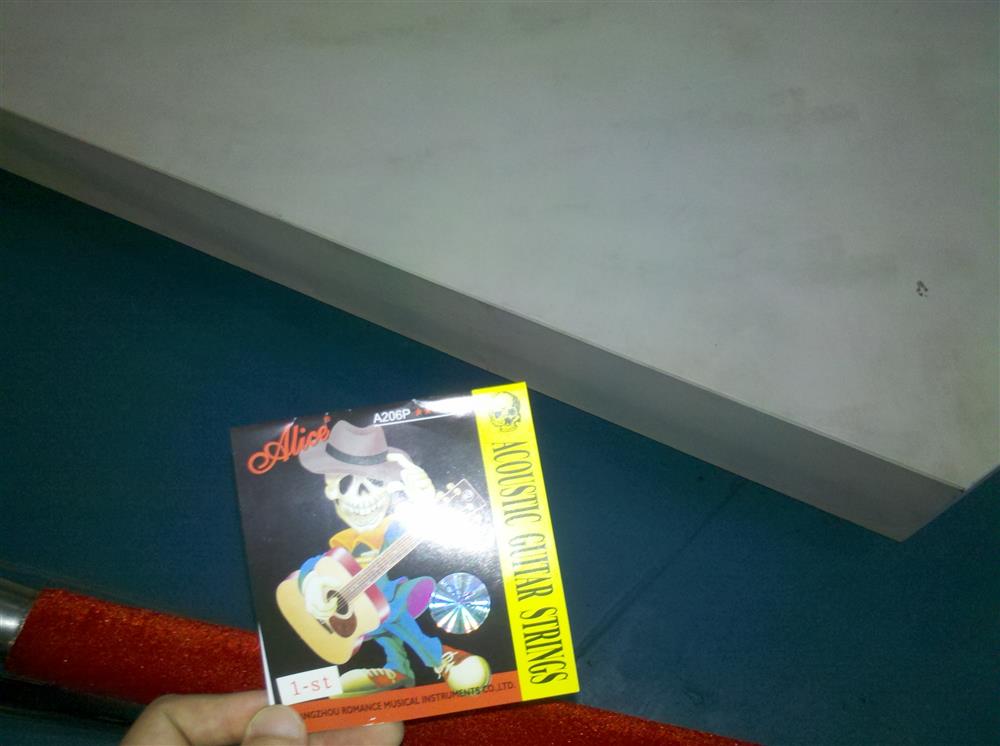 Alice
A206P
ACOUSTIC GUITAR STRINGS
1-st
ROMANCE MUSICAL INSTRUMENTS CO.,LTD.